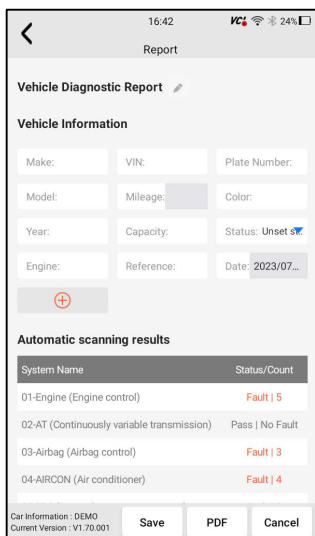 16:42
VC 24%
Report
Vehicle Diagnostic Report
Vehicle Information
Make: VIN: Plate Number:
Model: Mileage: Color:
Year: Capacity: Status: Unset s
Engine: Reference: Date: 2023/07...
Automatic scanning results
System Name Status/Count
01-Engine (Engine control) Fault | 5
02-AT (Continuously variable transmission) Pass | No Fault
03-Airbag (Airbag control) Fault | 3
04-AIRCON (Air conditioner) Fault | 4
Car Information : DEMO
Current Version : V1.70.001
Save PDF Cancel